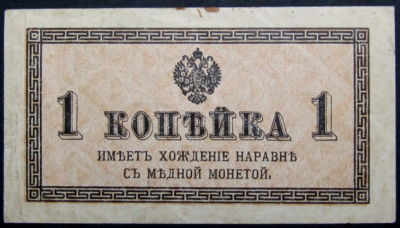 1 КОПѢЙКА 1
ИМѢЕТЪ ХОЖДЕНІЕ НАРАВНѢ
СЪ МѢДНОЙ МОНЕТОЙ.